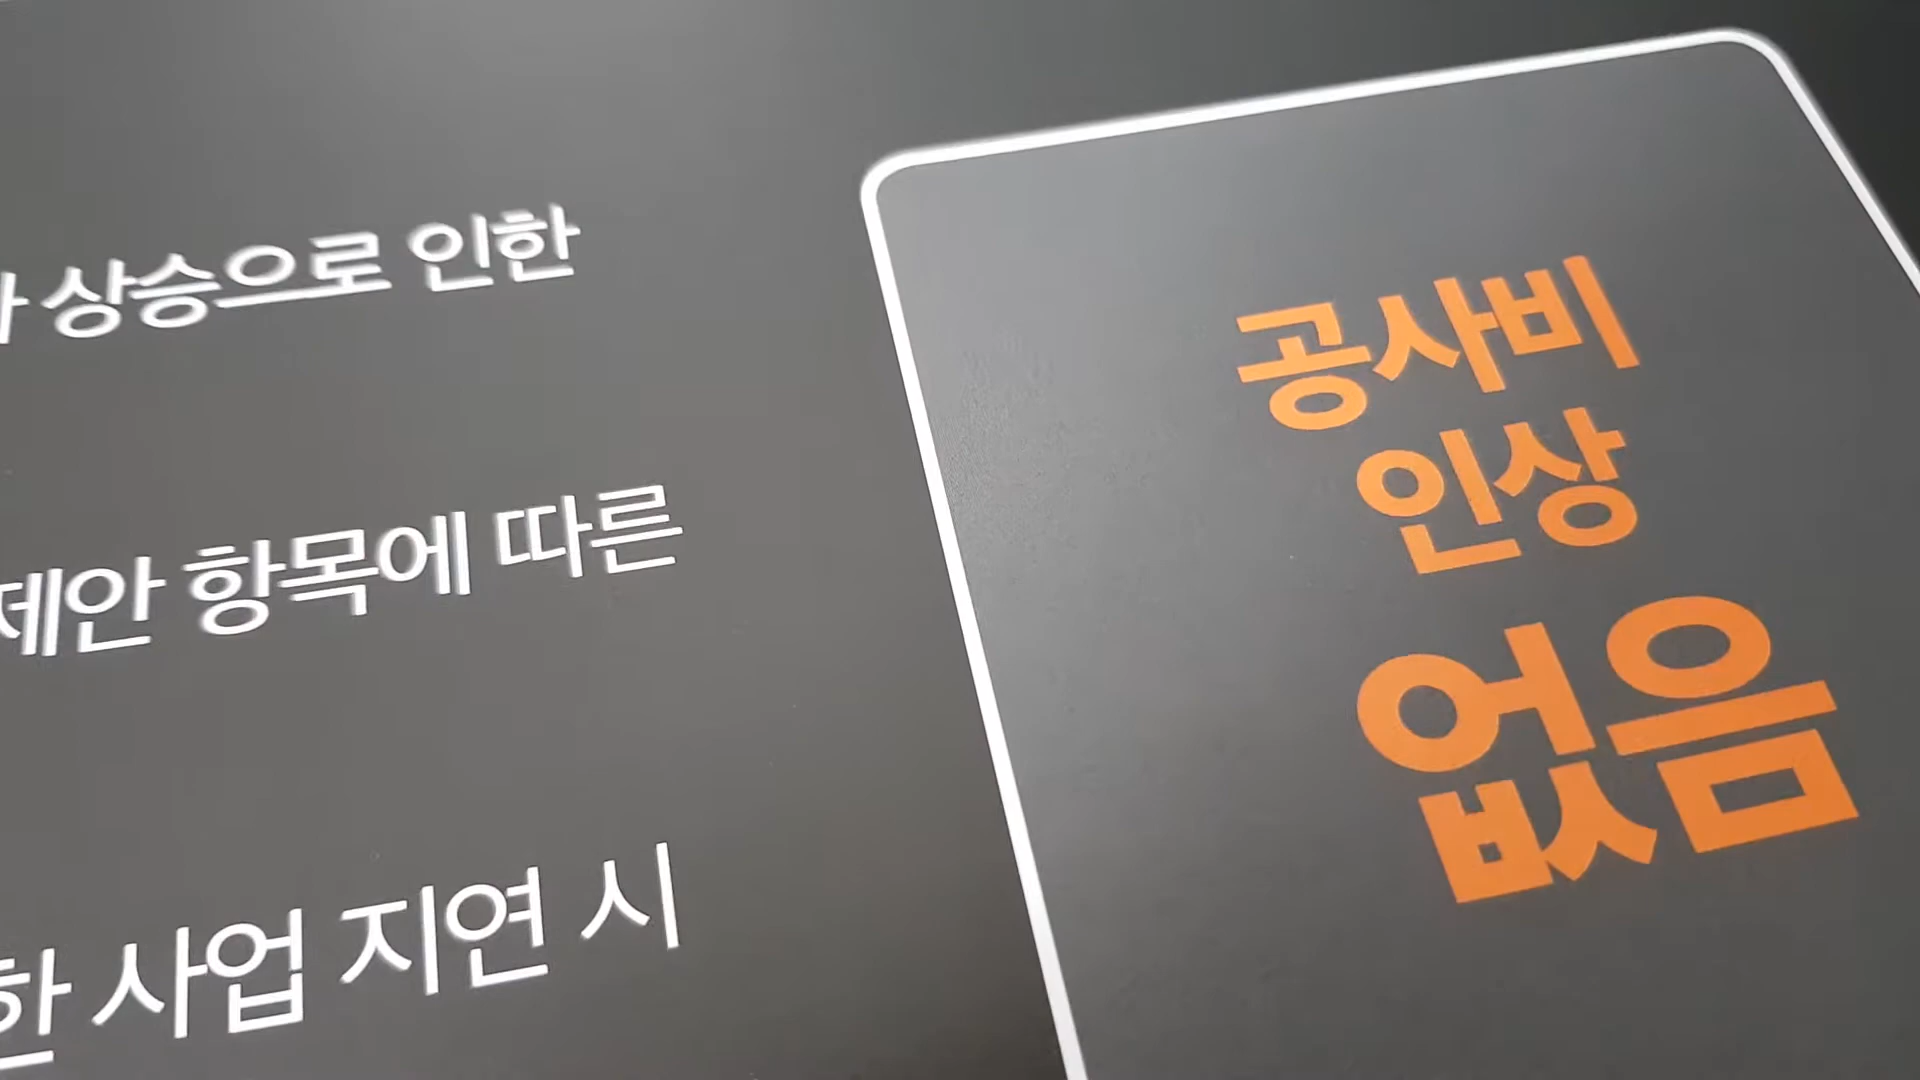 상승으로 인한
제안 항목에 따른
사업 지연 시
공사비
인상
없음